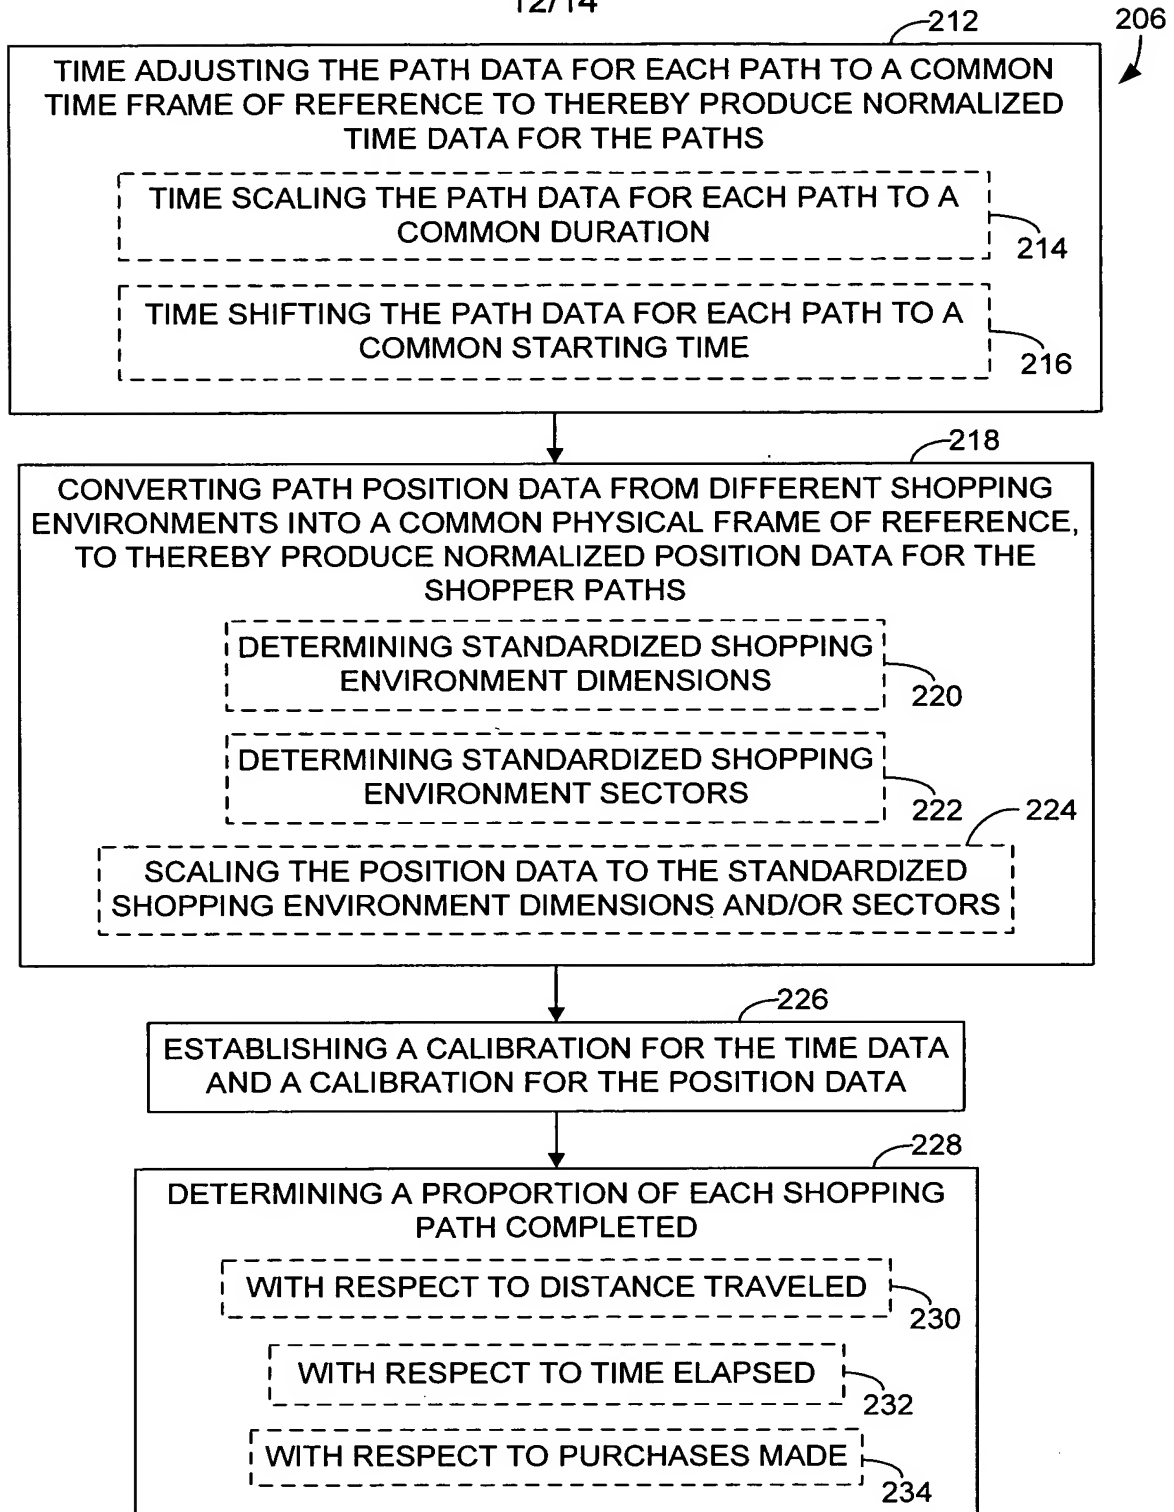 12/14
206
212
TIME ADJUSTING THE PATH DATA FOR EACH PATH TO A COMMON
TIME FRAME OF REFERENCE TO THEREBY PRODUCE NORMALIZED
TIME DATA FOR THE PATHS
TIME SCALING THE PATH DATA FOR EACH PATH TO A
COMMON DURATION
214
TIME SHIFTING THE PATH DATA FOR EACH PATH TO A
COMMON STARTING TIME
216
218
CONVERTING PATH POSITION DATA FROM DIFFERENT SHOPPING
ENVIRONMENTS INTO A COMMON PHYSICAL FRAME OF REFERENCE,
TO THEREBY PRODUCE NORMALIZED POSITION DATA FOR THE
SHOPPER PATHS
DETERMINING STANDARDIZED SHOPPING
ENVIRONMENT DIMENSIONS
220
DETERMINING STANDARDIZED SHOPPING
ENVIRONMENT SECTORS
222
224
SCALING THE POSITION DATA TO THE STANDARDIZED
SHOPPING ENVIRONMENT DIMENSIONS AND/OR SECTORS
226
ESTABLISHING A CALIBRATION FOR THE TIME DATA
AND A CALIBRATION FOR THE POSITION DATA
228
DETERMINING A PROPORTION OF EACH SHOPPING
PATH COMPLETED
WITH RESPECT TO DISTANCE TRAVELED
230
WITH RESPECT TO TIME ELAPSED
232
WITH RESPECT TO PURCHASES MADE
234